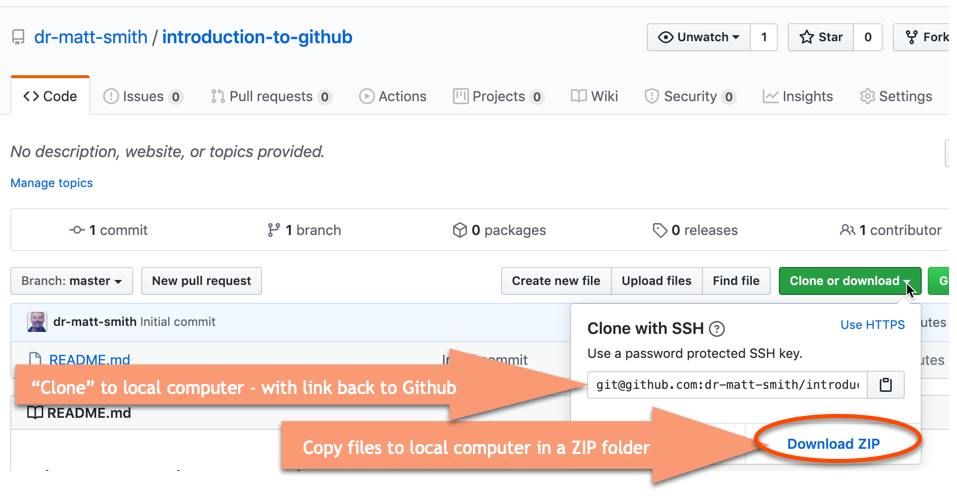 dr-matt-smith / introduction-to-github
Unwatch 1 Star 0 Fork
Code Issues 0 Pull requests 0 Actions Projects 0 Wiki Security 0 Insights Settings
No description, website, or topics provided.
Manage topics
1 commit 1 branch 0 packages 0 releases 1 contributor
Branch: master New pull request Create new file Upload files Find file Clone or download
dr-matt-smith Initial commit
Clone with SSH ? Use HTTPS
Use a password protected SSH key.
README.md
“Clone” to local computer - with link back to Github
git@github.com:dr-matt-smith/introduc
README.md
Copy files to local computer in a ZIP folder
Download ZIP